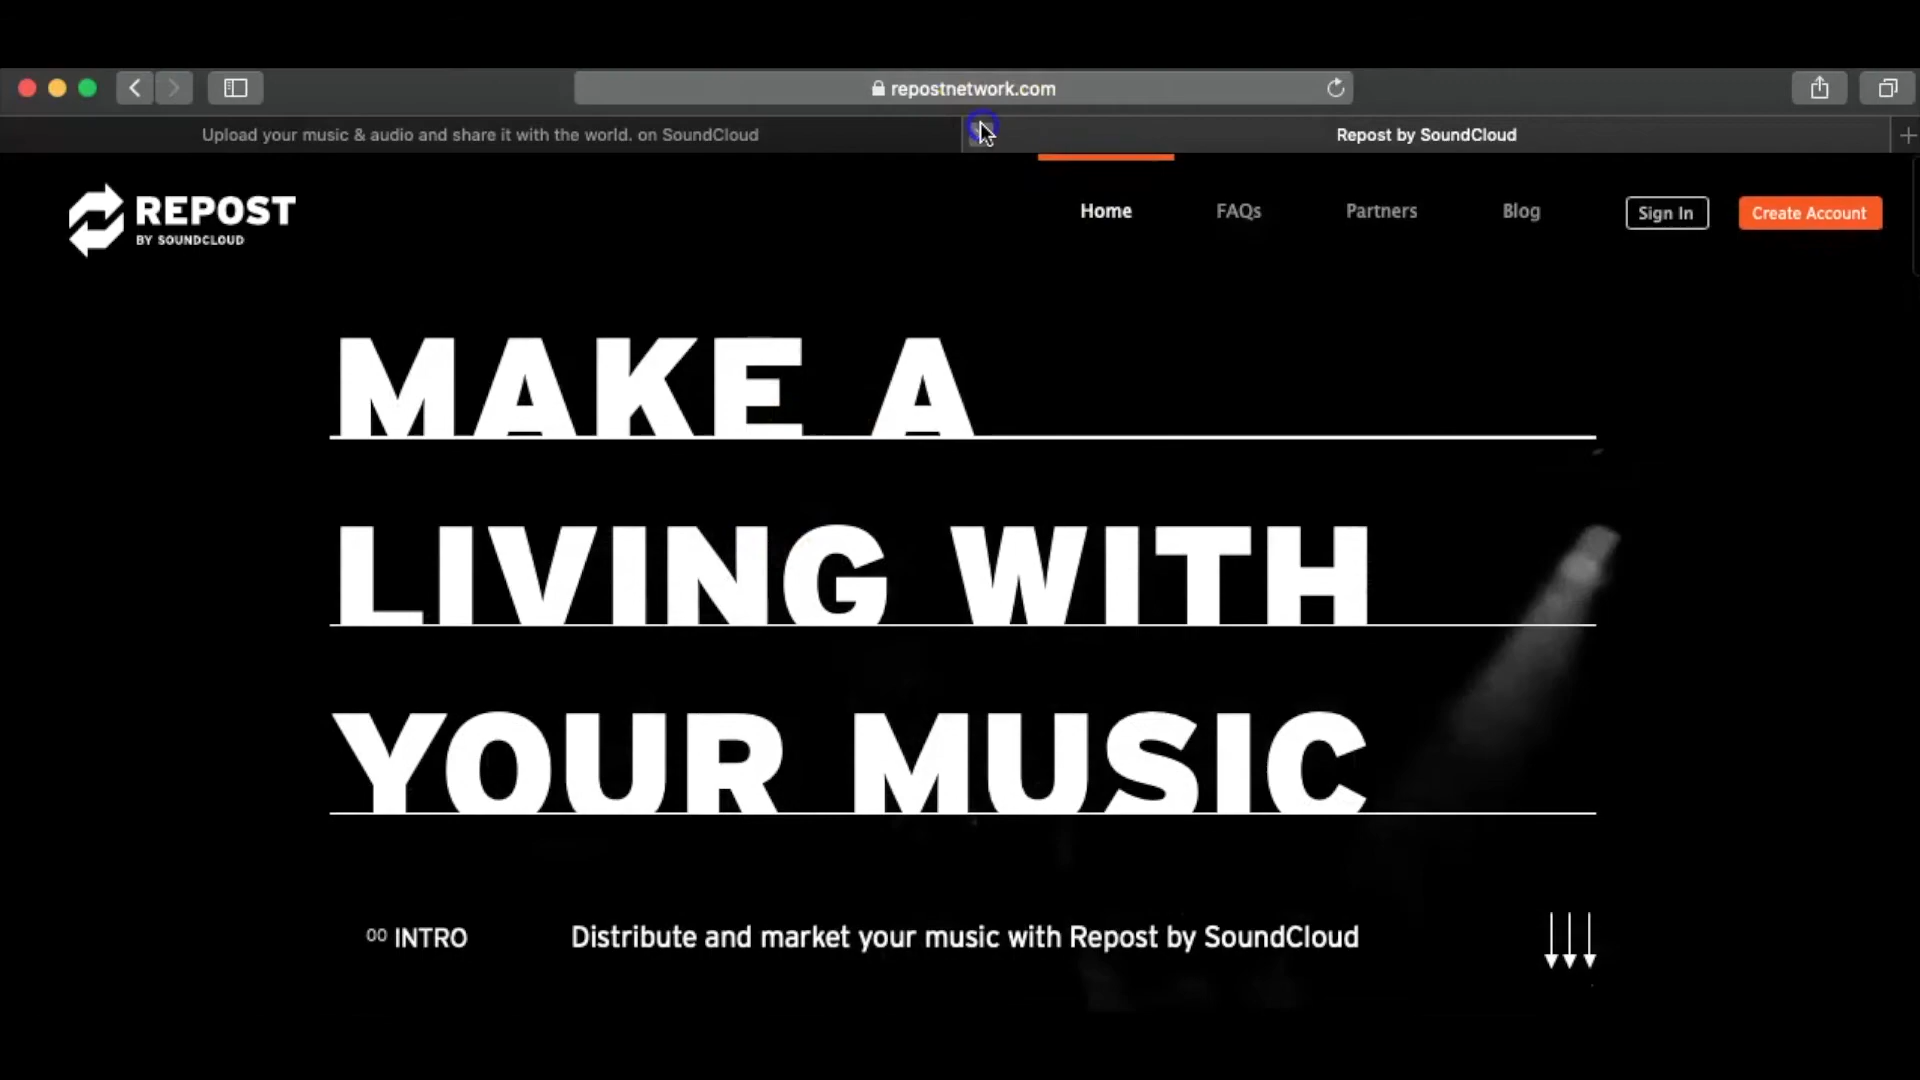 repostnetwork.com
Upload your music & audio and share it with the world. on SoundCloud
Repost by SoundCloud
REPOST
BY SOUNDCLOUD
Home
FAQs
Partners
Blog
Sign In
Create Account
MAKE A
LIVING WITH
YOUR MUSIC
00 INTRO
Distribute and market your music with Repost by SoundCloud